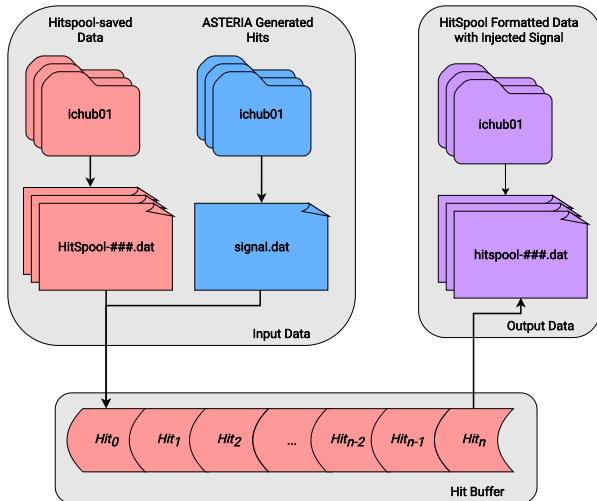 Hitspool-saved
Data
ASTERIA Generated
Hits
HitSpool Formatted Data
with Injected Signal
ichub01
ichub01
ichub01
HitSpool-###.dat
signal.dat
hitspool-###.dat
Input Data
Output Data
Hit0
Hit1
Hit2
...
Hitn-2
Hitn-1
Hitn
Hit Buffer